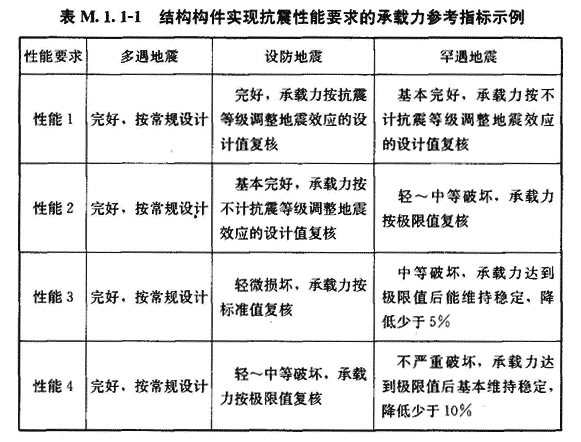 表 M.1.1-1 结构构件实现抗震性能要求的承载力参考指标示例
性能要求 多遇地震 设防地震 罕遇地震
性能1 完好，按常规设计
完好，承载力按抗震
等级调整地震效应的设
计值复核
基本完好，承载力按不
计抗震等级调整地震效应
的设计值复核
性能2 完好，按常规设计
基本完好，承载力按
不计抗震等级调整地震
效应的设计值复核
轻～中等破坏，承载力
按极限值复核
性能3 完好，按常规设计
轻微损坏，承载力按
标准值复核
中等破坏，承载力达到
极限值后能维持稳定，降
低少于5%
性能4 完好，按常规设计
轻～中等破坏，承载
力按极限值复核
不严重破坏，承载力达
到极限值后基本维持稳定，
降低少于10%